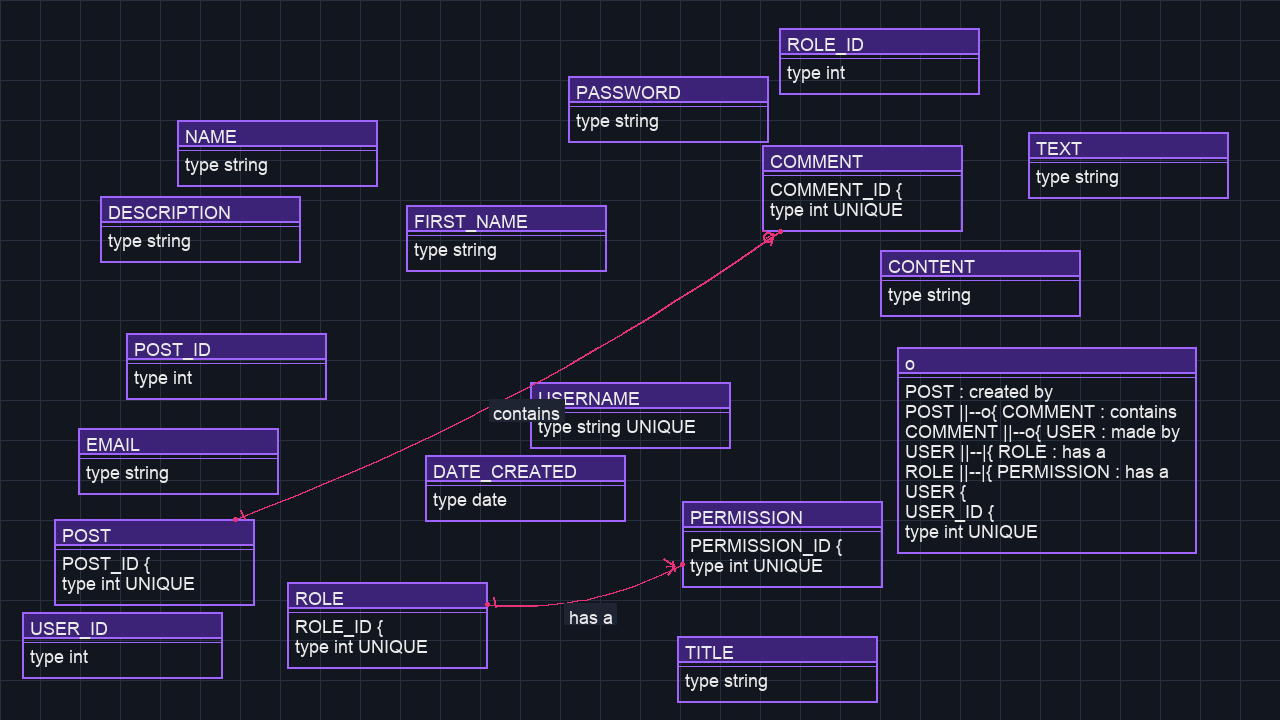 ROLE_ID
type int
PASSWORD
type string
NAME
type string
TEXT
type string
COMMENT
COMMENT_ID {
type int UNIQUE
DESCRIPTION
type string
FIRST_NAME
type string
CONTENT
type string
POST_ID
type int
o
POST : created by
POST ||--o{ COMMENT : contains
COMMENT ||--o{ USER : made by
USER ||--|{ ROLE : has a
ROLE ||--|{ PERMISSION : has a
USER {
USER_ID {
type int UNIQUE
USERNAME
type string UNIQUE
contains
EMAIL
type string
DATE_CREATED
type date
PERMISSION
PERMISSION_ID {
type int UNIQUE
POST
POST_ID {
type int UNIQUE
ROLE
ROLE_ID {
type int UNIQUE
has a
USER_ID
type int
TITLE
type string